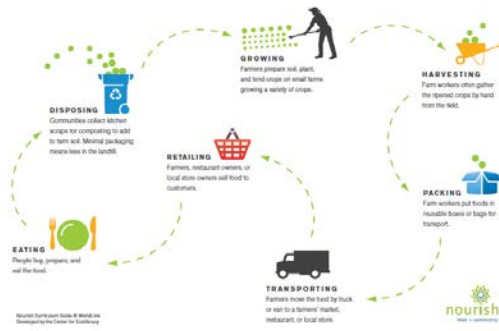 GROWING
Farmers prepare soil, plant,
and tend crops on small farms
growing a variety of crops.
HARVESTING
Farm workers often gather
the ripened crops by hand
from the field.
DISPOSING
Communities collect kitchen
scraps for composting to add
to farm soil. Minimal packaging
means less in the landfill.
RETAILING
Farmers, restaurant owners, or
local store owners sell food to
customers.
PACKING
Farm workers put foods in
reusable boxes or bags for
transport.
EATING
People buy, prepare, and
eat the food.
TRANSPORTING
Farmers move the food by truck
or van to a farmers' market,
restaurant, or local store.
Nourish Curriculum Guide © WorldLink
Developed by the Center for Ecoliteracy
nourish
food + community